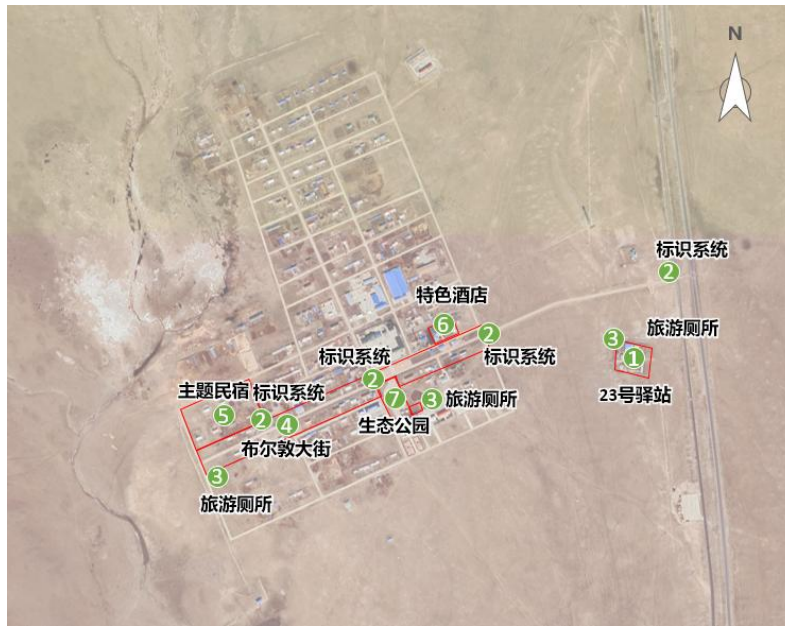 N
标识系统
2
特色酒店
6
2
标识系统
3
旅游厕所
1
23号驿站
标识系统
2
主题民宿
5
标识系统
2
4
布尔敦大街
7
生态公园
3
旅游厕所
3
旅游厕所